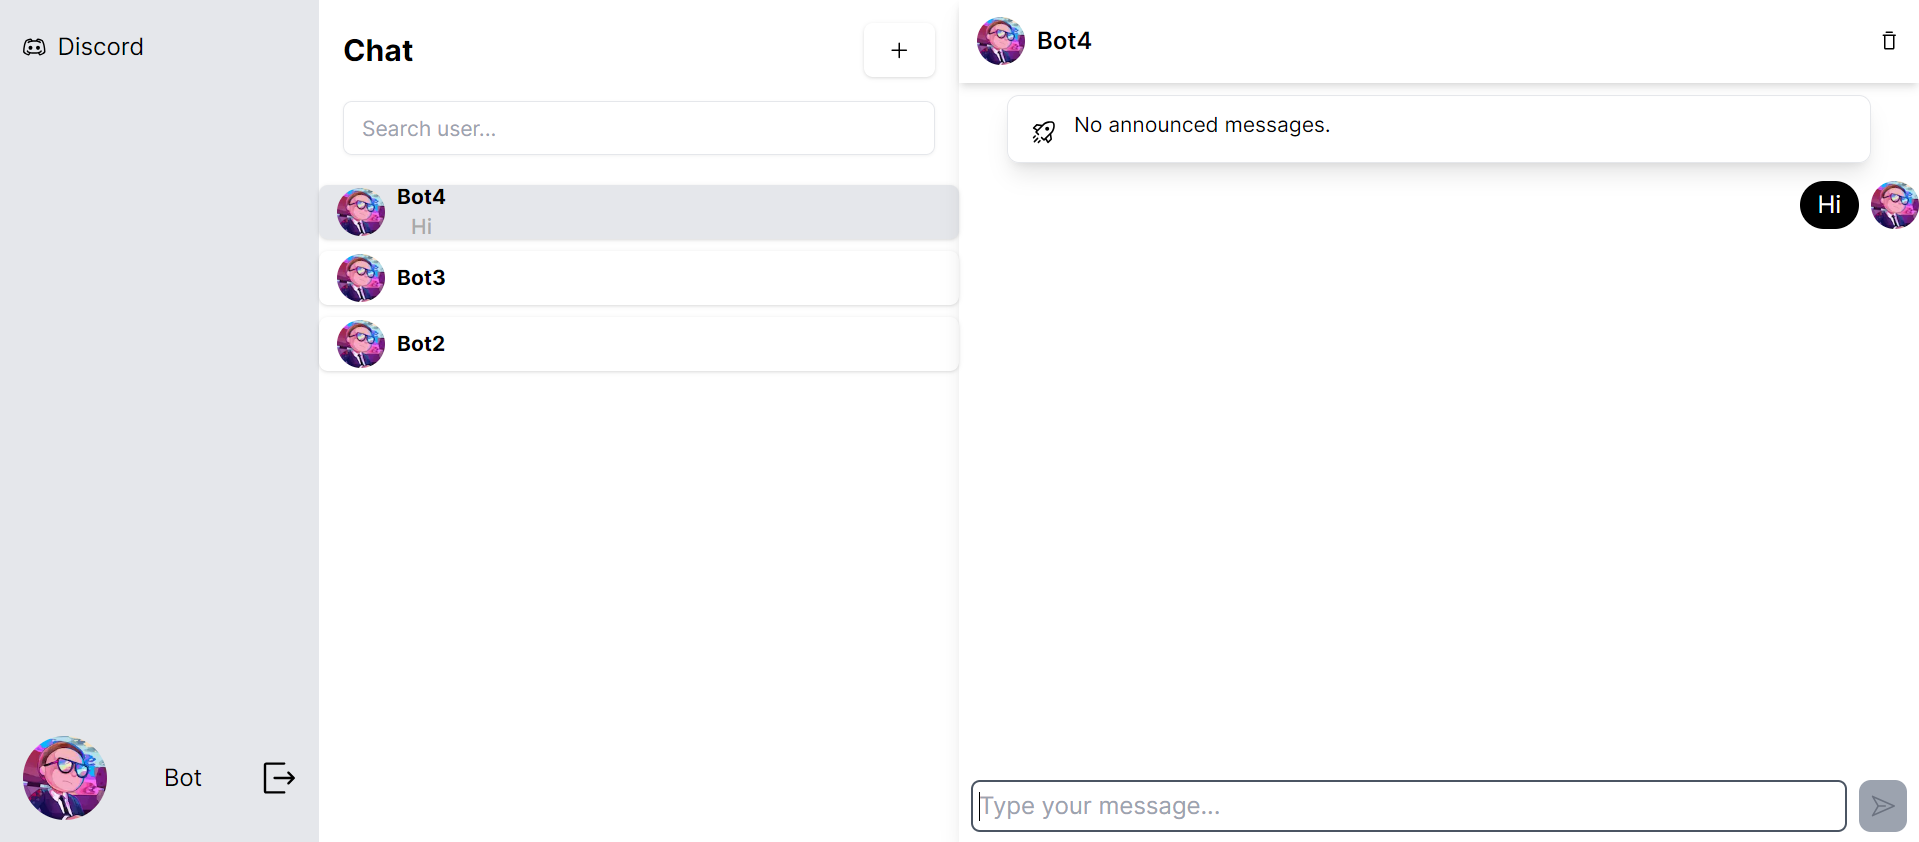 Discord
Bot
Chat
+
Search user...
Bot4
Hi
Bot3
Bot2
Bot4
No announced messages.
Hi
Type your message...